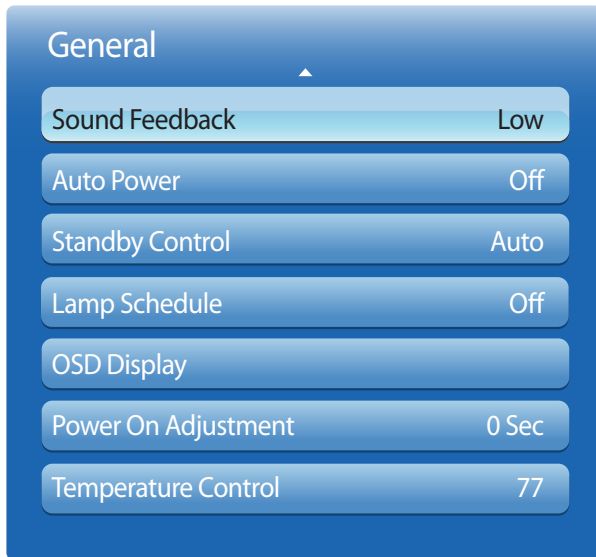 General
Sound Feedback Low
Auto Power Off
Standby Control Auto
Lamp Schedule Off
OSD Display
Power On Adjustment 0 Sec
Temperature Control 77